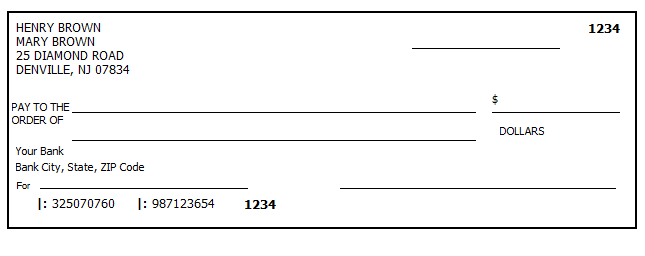 HENRY BROWN
1234
MARY BROWN
25 DIAMOND ROAD
DENVILLE, NJ 07834
PAY TO THE
ORDER OF
$
DOLLARS
Your Bank
Bank City, State, ZIP Code
For
|: 325070760 |: 987123654 1234